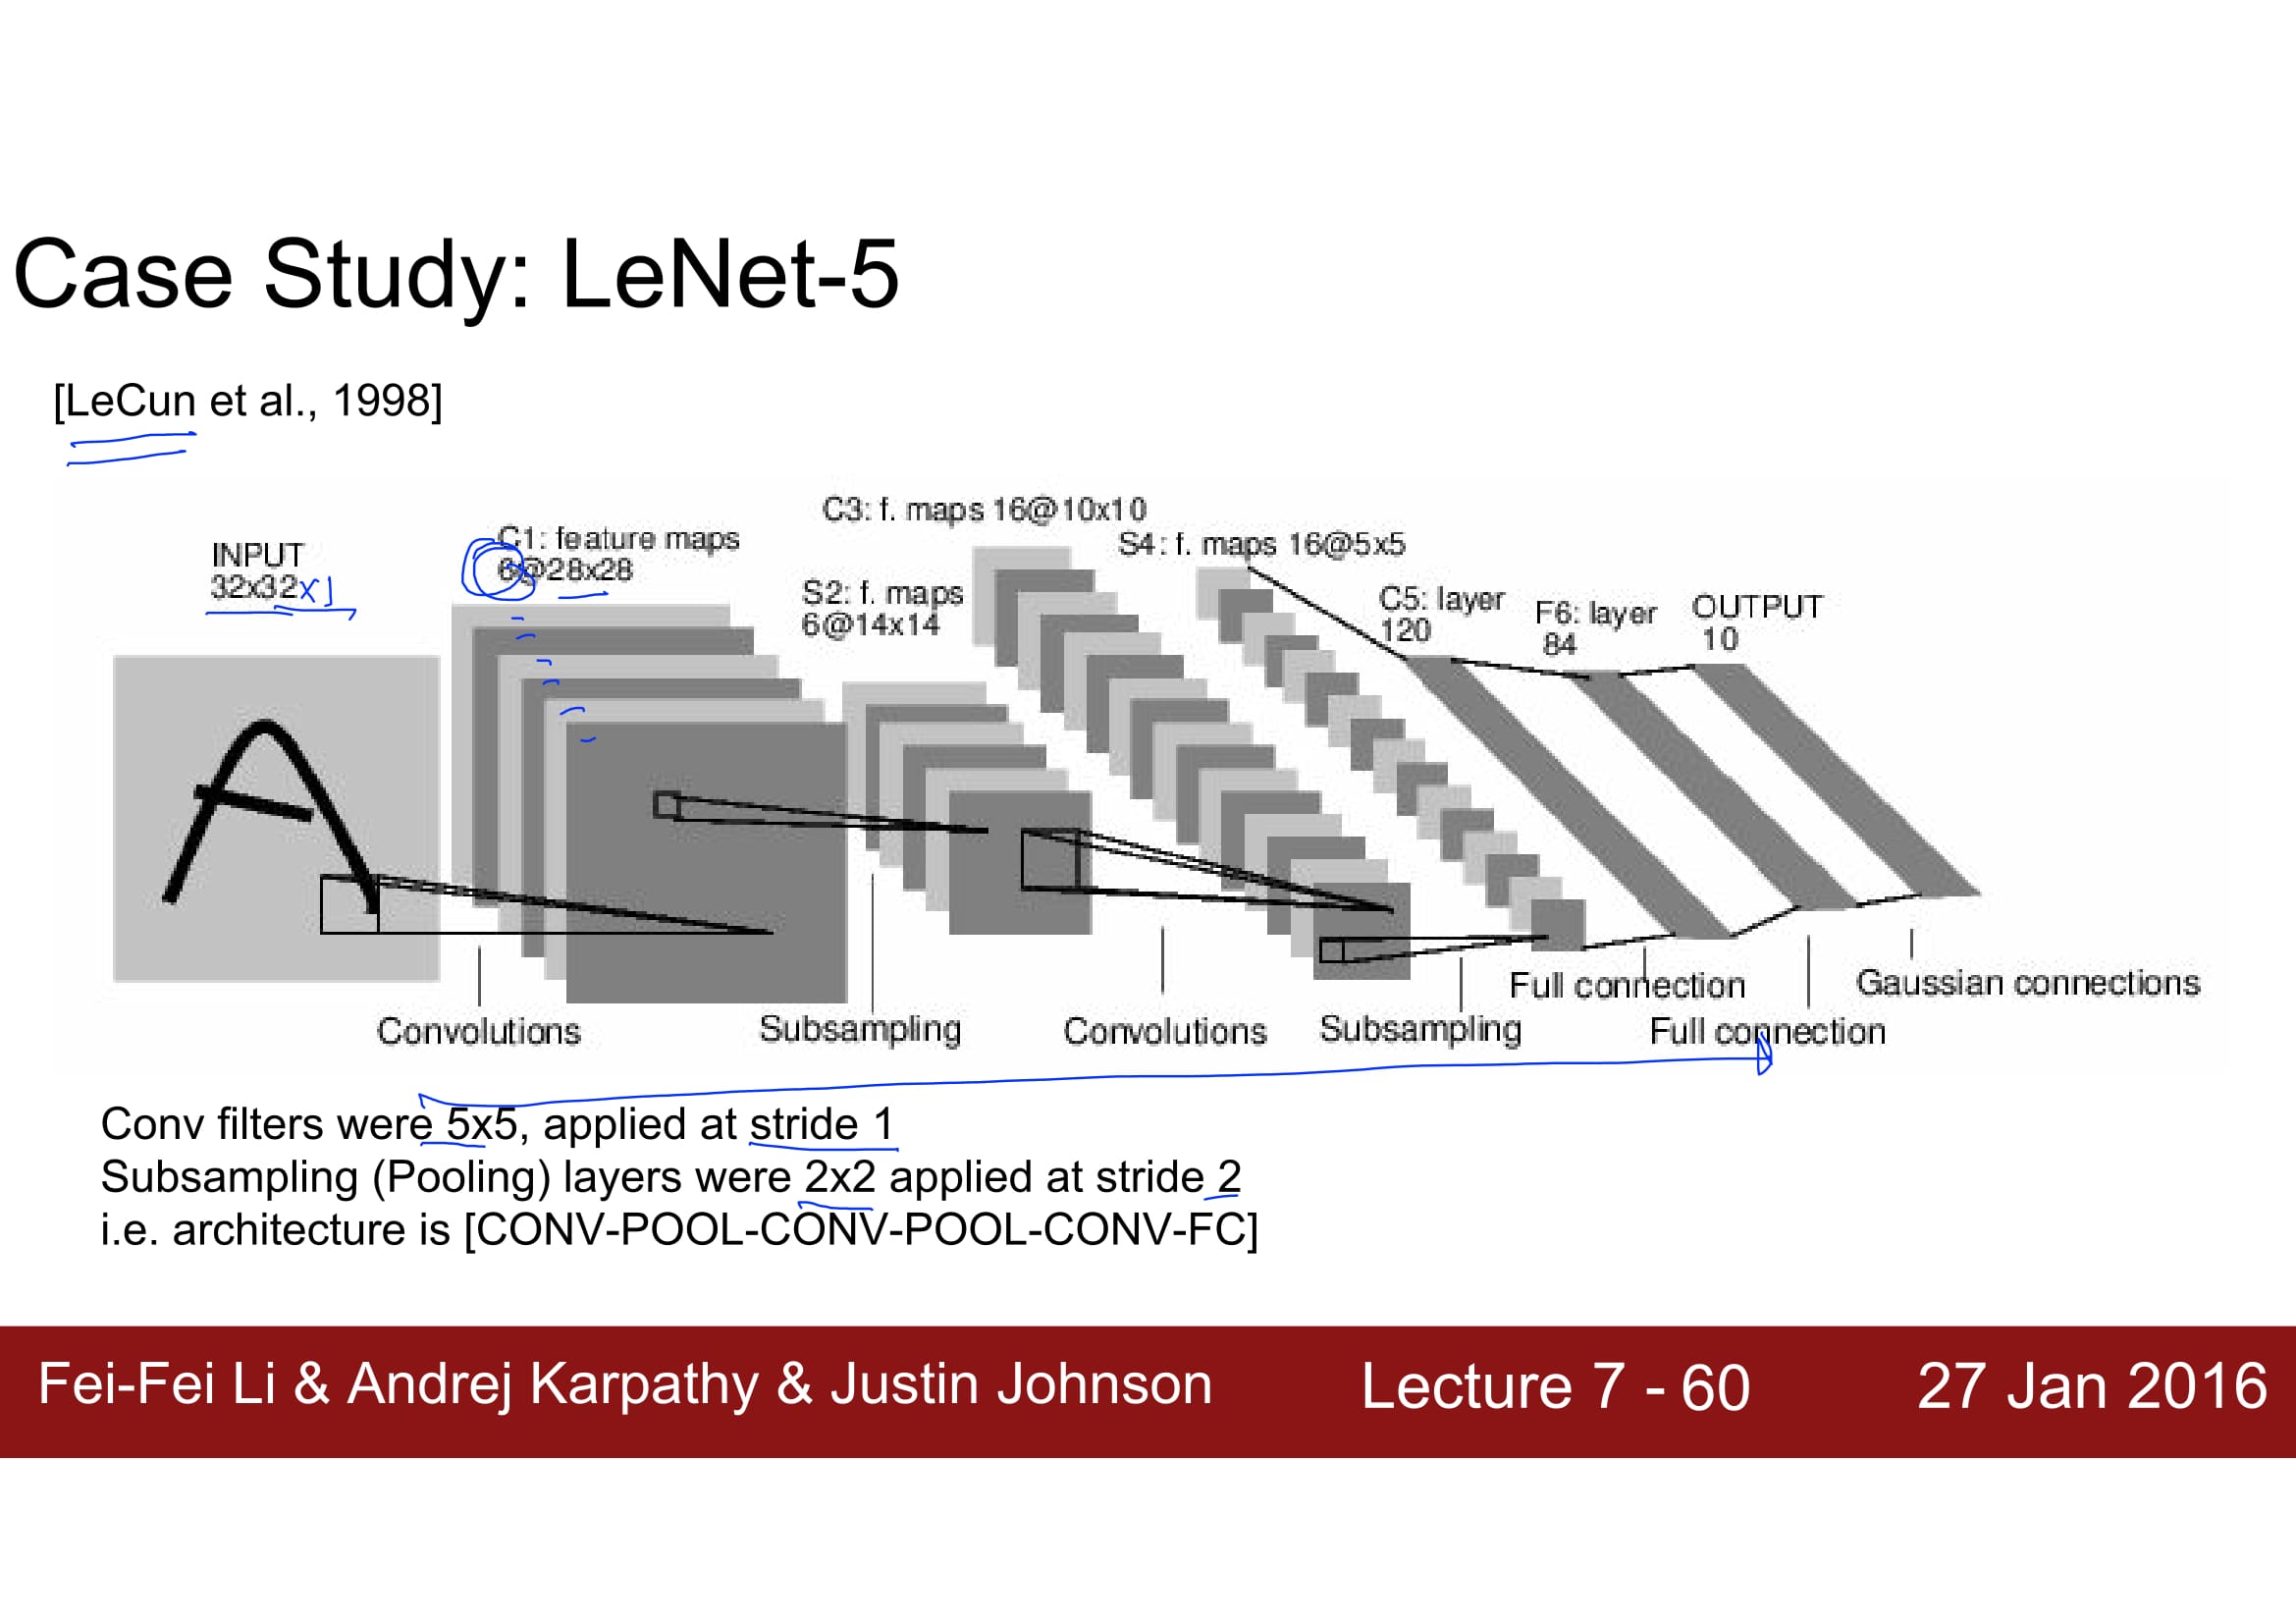 Case Study: LeNet-5
[LeCun et al., 1998]
INPUT
32x32x1
C1: feature maps
6@28x28
S2: f. maps
6@14x14
C3: f. maps 16@10x10
S4: f. maps 16@5x5
C5: layer
120
F6: layer
84
OUTPUT
10
A
Convolutions
Subsampling
Convolutions
Subsampling
Full connection
Full connection
Gaussian connections
Conv filters were 5x5, applied at stride 1
Subsampling (Pooling) layers were 2x2 applied at stride 2
i.e. architecture is [CONV-POOL-CONV-POOL-CONV-FC]
Fei-Fei Li & Andrej Karpathy & Justin Johnson
Lecture 7 - 60
27 Jan 2016